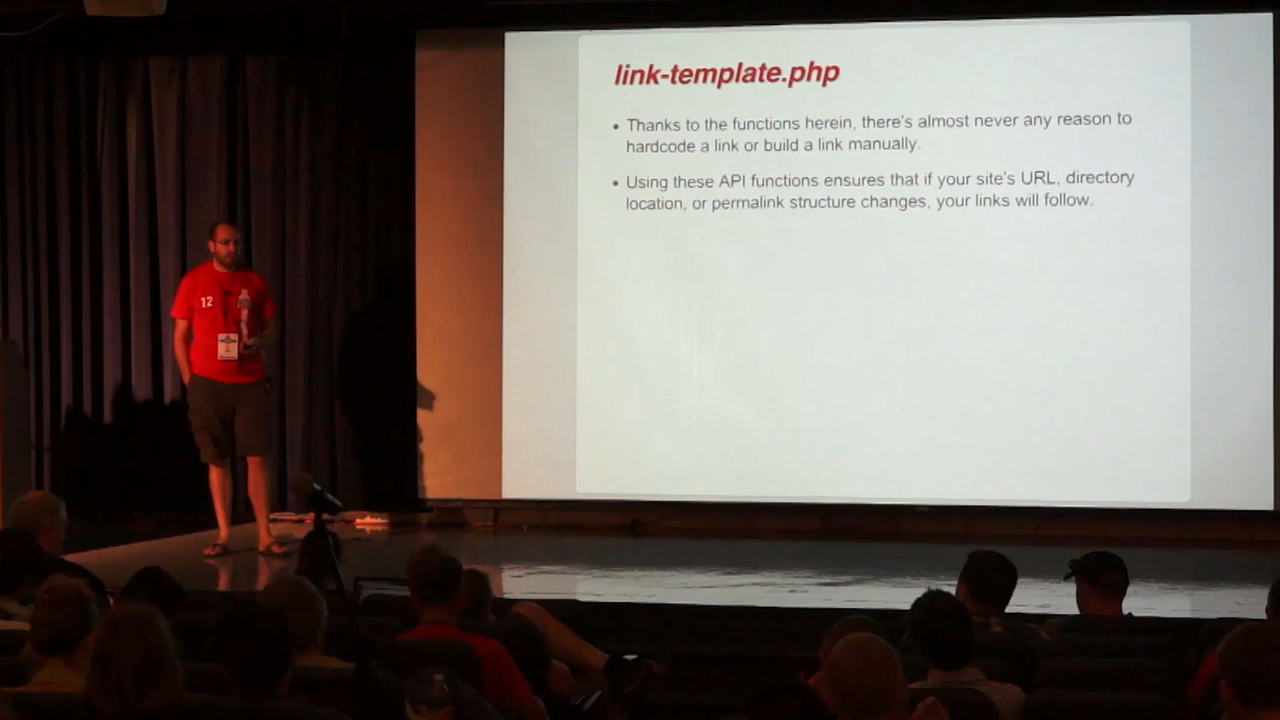 link-template.php
• Thanks to the functions herein, there's almost never any reason to
hardcode a link or build a link manually.
• Using these API functions ensures that if your site's URL, directory
location, or permalink structure changes, your links will follow.
12